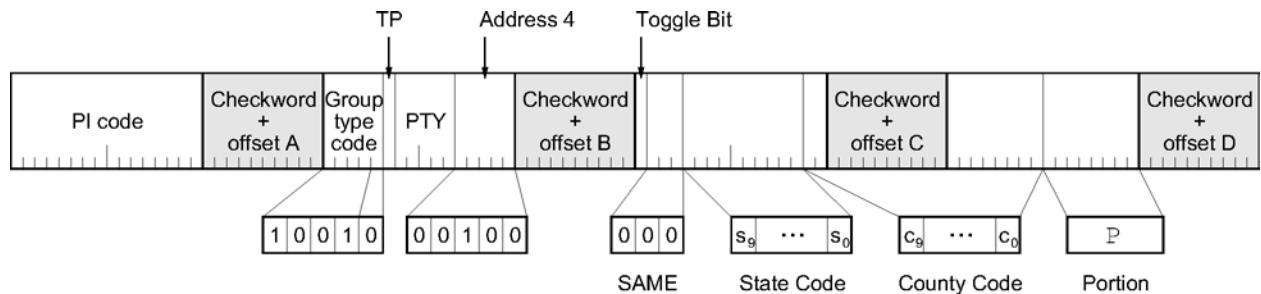 TP
Address 4
Toggle Bit
PI code
Checkword
+
offset A
Group
type
code
PTY
Checkword
+
offset B
Checkword
+
offset C
Checkword
+
offset D
1 0 0 1 0
0 0 1 0 0
0 0 0
s9 ... s0
c9 ... c0
P
SAME
State Code
County Code
Portion